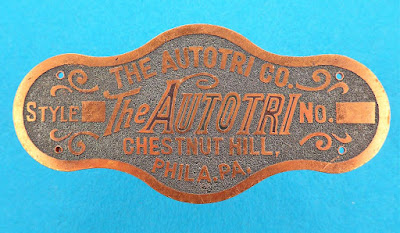 THE AUTOTRI CO.
STYLE The AUTOTRI NO.
CHESTNUT HILL,
PHILA. PA.